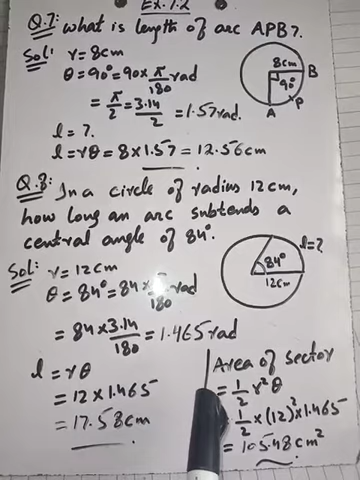 Ex. 7.2
Q.7: what is length of arc APB?
Sol: r = 8cm
θ = 90° = 90 × π/180 rad
= π/2 = 3.14/2 = 1.57 rad.
l = ?
l = rθ = 8 × 1.57 = 12.56 cm
8cm
90°
B
P
A
Q.8: In a circle of radius 12 cm,
how long an arc subtends a
central angle of 84°.
Sol: r = 12cm
θ = 84° = 84 × π/180 rad
= 84 × 3.14/180 = 1.465 rad
l = rθ
= 12 × 1.465
= 17.58 cm
l = ?
84°
12cm
Area of sector
= 1/2 r² θ
1/2 × (12)² × 1.465
= 105.48 cm²